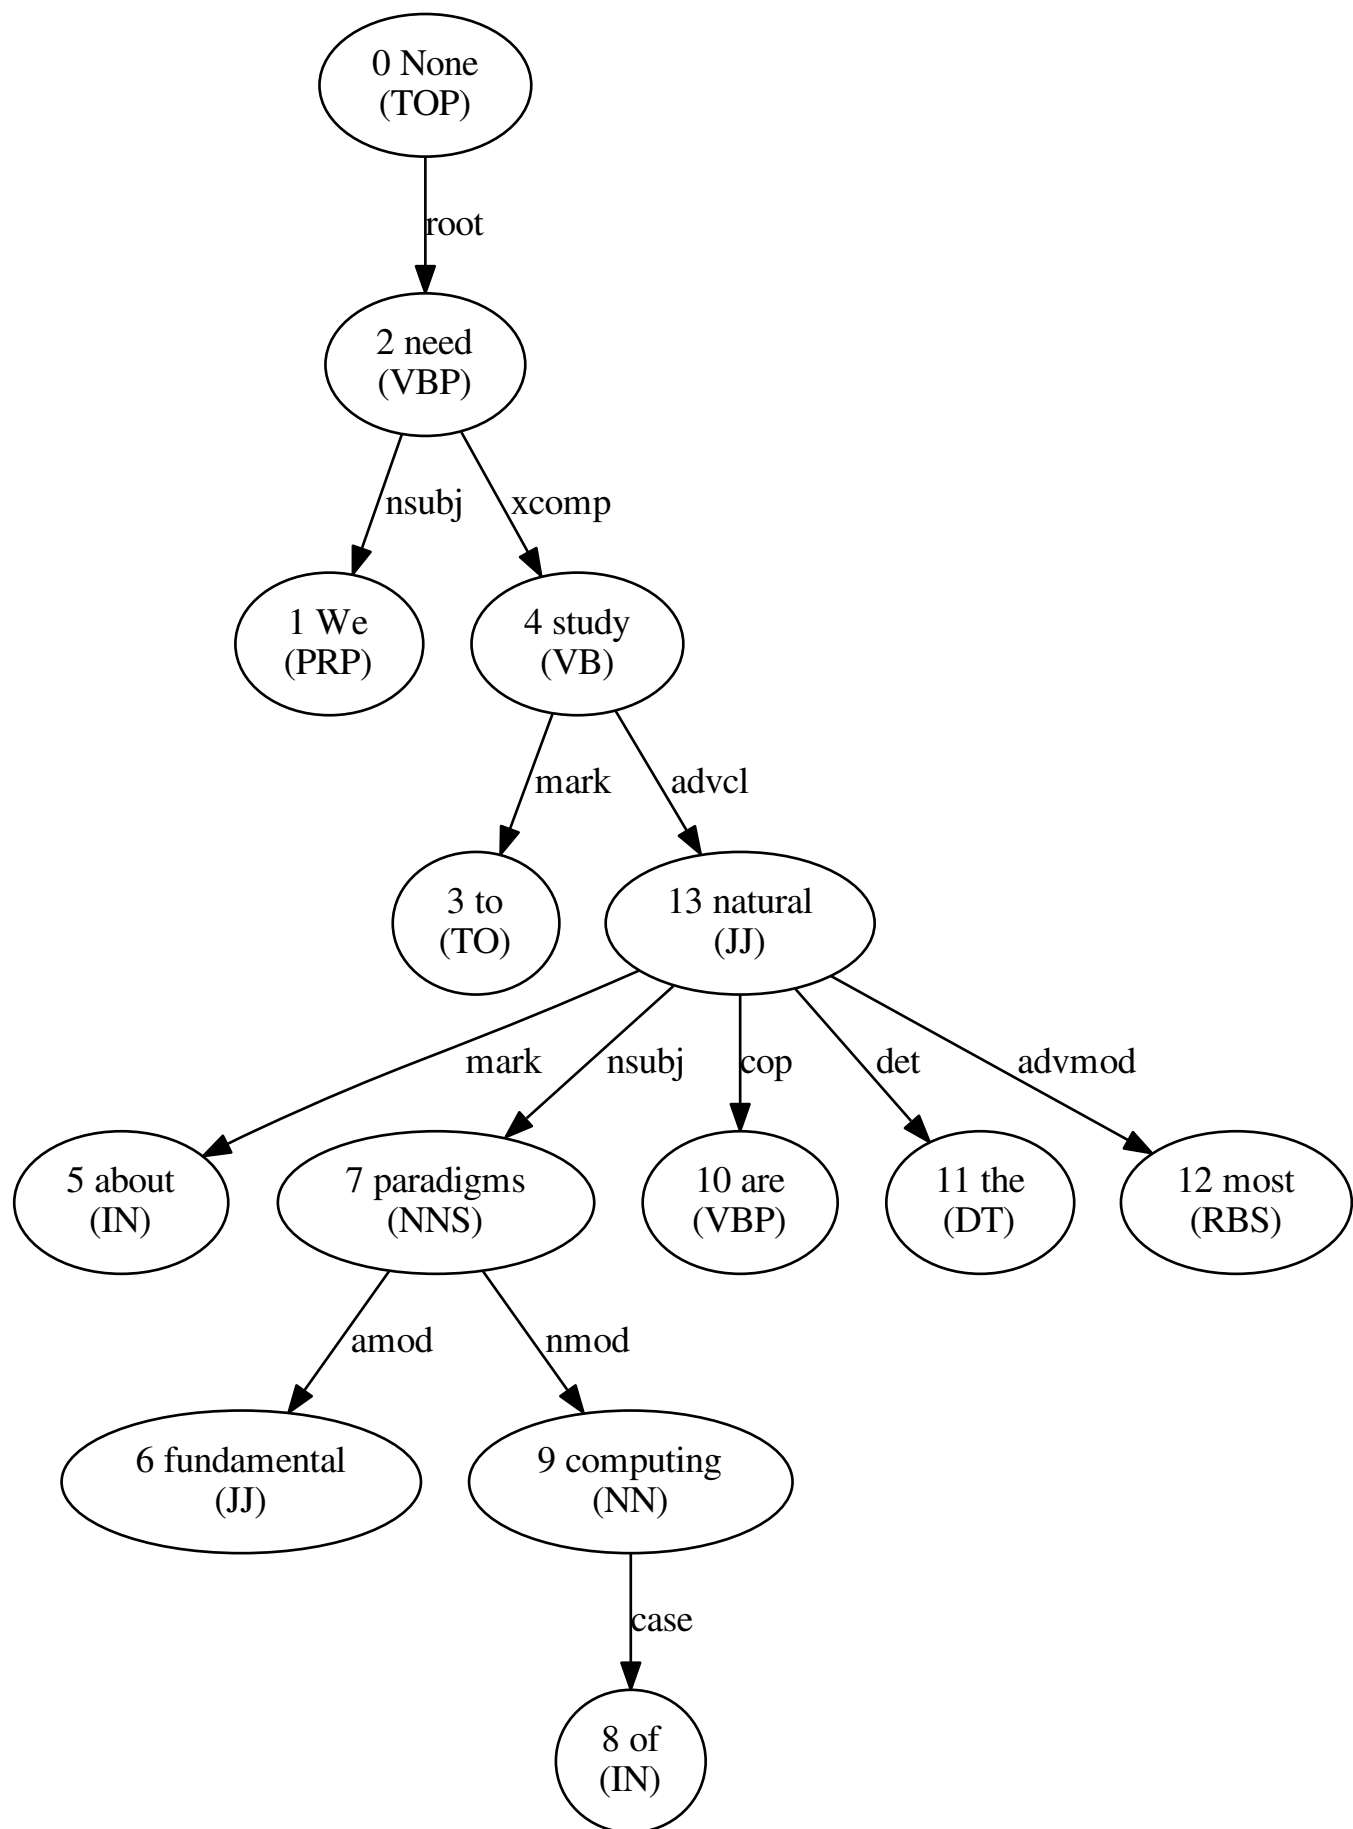 0 None
(TOP)
root
2 need
(VBP)
nsubj
xcomp
1 We
(PRP)
4 study
(VB)
mark
advcl
3 to
(TO)
13 natural
(JJ)
mark
nsubj
cop
det
advmod
5 about
(IN)
7 paradigms
(NNS)
10 are
(VBP)
11 the
(DT)
12 most
(RBS)
amod
nmod
6 fundamental
(JJ)
9 computing
(NN)
case
8 of
(IN)